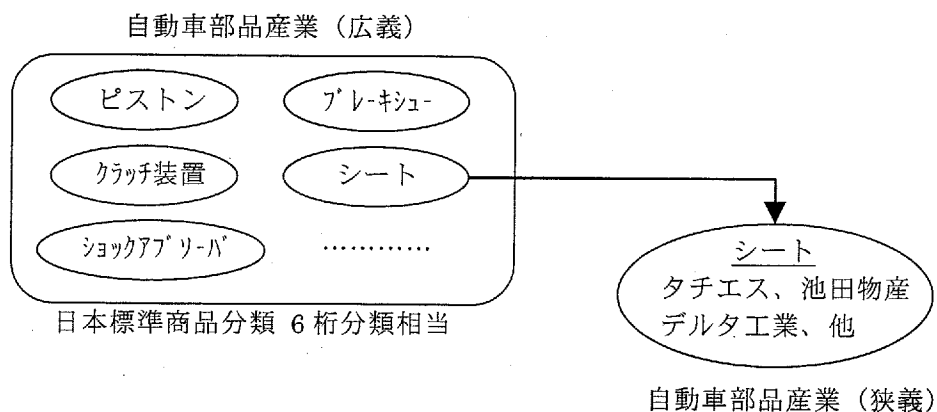 自動車部品産業（広義）
ピストン
ﾌﾞﾚｰｷｼｭｰ
ｸﾗｯﾁ装置
シート
ｼｮｯｸｱﾌﾞｿｰﾊﾞ
…………
日本標準商品分類 6桁分類相当
シート
タチエス、池田物産
デルタ工業、他
自動車部品産業（狭義）